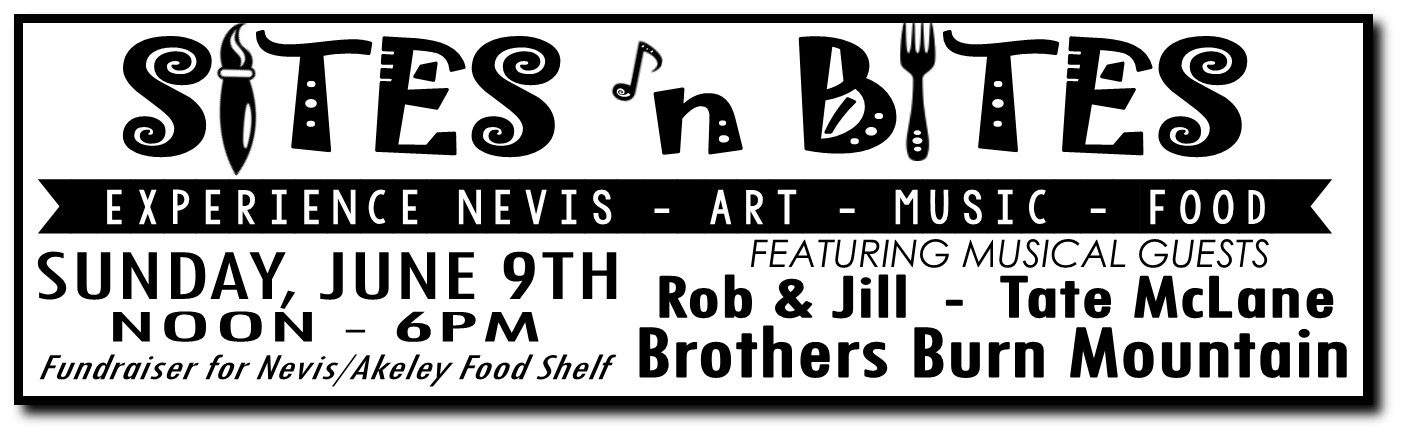 SITES 'n BITES
EXPERIENCE NEVIS - ART - MUSIC - FOOD
SUNDAY, JUNE 9TH
NOON - 6PM
Fundraiser for Nevis/Akeley Food Shelf
FEATURING MUSICAL GUESTS
Rob & Jill - Tate McLane
Brothers Burn Mountain